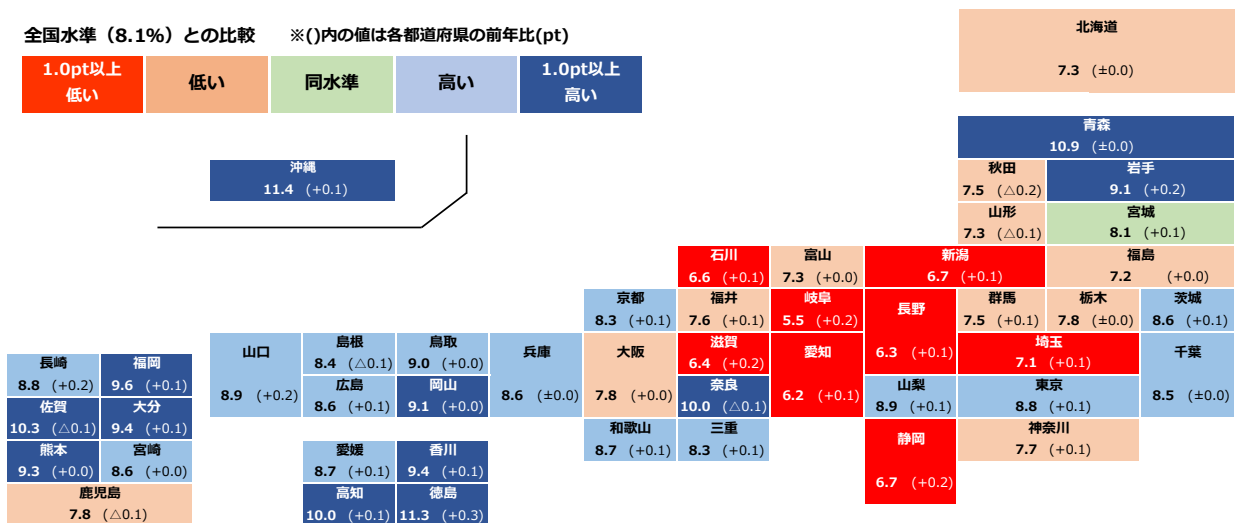 全国水準（8.1%）との比較　※()内の値は各都道府県の前年比(pt)
1.0pt以上
低い
低い
同水準
高い
1.0pt以上
高い
北海道
7.3 (±0.0)
青森
10.9 (±0.0)
沖縄
11.4 (+0.1)
秋田
7.5 (△0.2)
岩手
9.1 (+0.2)
山形
7.3 (△0.1)
宮城
8.1 (+0.1)
石川
6.6 (+0.1)
富山
7.3 (+0.0)
新潟
6.7 (+0.1)
福島
7.2 (+0.0)
京都
8.3 (+0.1)
福井
7.6 (+0.1)
岐阜
5.5 (+0.2)
長野
6.3 (+0.1)
群馬
7.5 (+0.1)
栃木
7.8 (±0.0)
茨城
8.6 (+0.1)
山口
8.9 (+0.2)
島根
8.4 (△0.1)
鳥取
9.0 (+0.0)
兵庫
8.6 (±0.0)
大阪
7.8 (+0.0)
滋賀
6.4 (+0.2)
愛知
6.2 (+0.1)
埼玉
7.1 (+0.1)
千葉
8.5 (±0.0)
長崎
8.8 (+0.2)
福岡
9.6 (+0.1)
広島
8.6 (+0.1)
岡山
9.1 (+0.0)
奈良
10.0 (△0.1)
山梨
8.9 (+0.1)
東京
8.8 (+0.1)
佐賀
10.3 (△0.1)
大分
9.4 (+0.1)
和歌山
8.7 (+0.1)
三重
8.3 (+0.1)
静岡
6.7 (+0.2)
神奈川
7.7 (+0.1)
熊本
9.3 (+0.0)
宮崎
8.6 (+0.0)
愛媛
8.7 (+0.1)
香川
9.4 (+0.1)
鹿児島
7.8 (△0.1)
高知
10.0 (+0.1)
徳島
11.3 (+0.3)